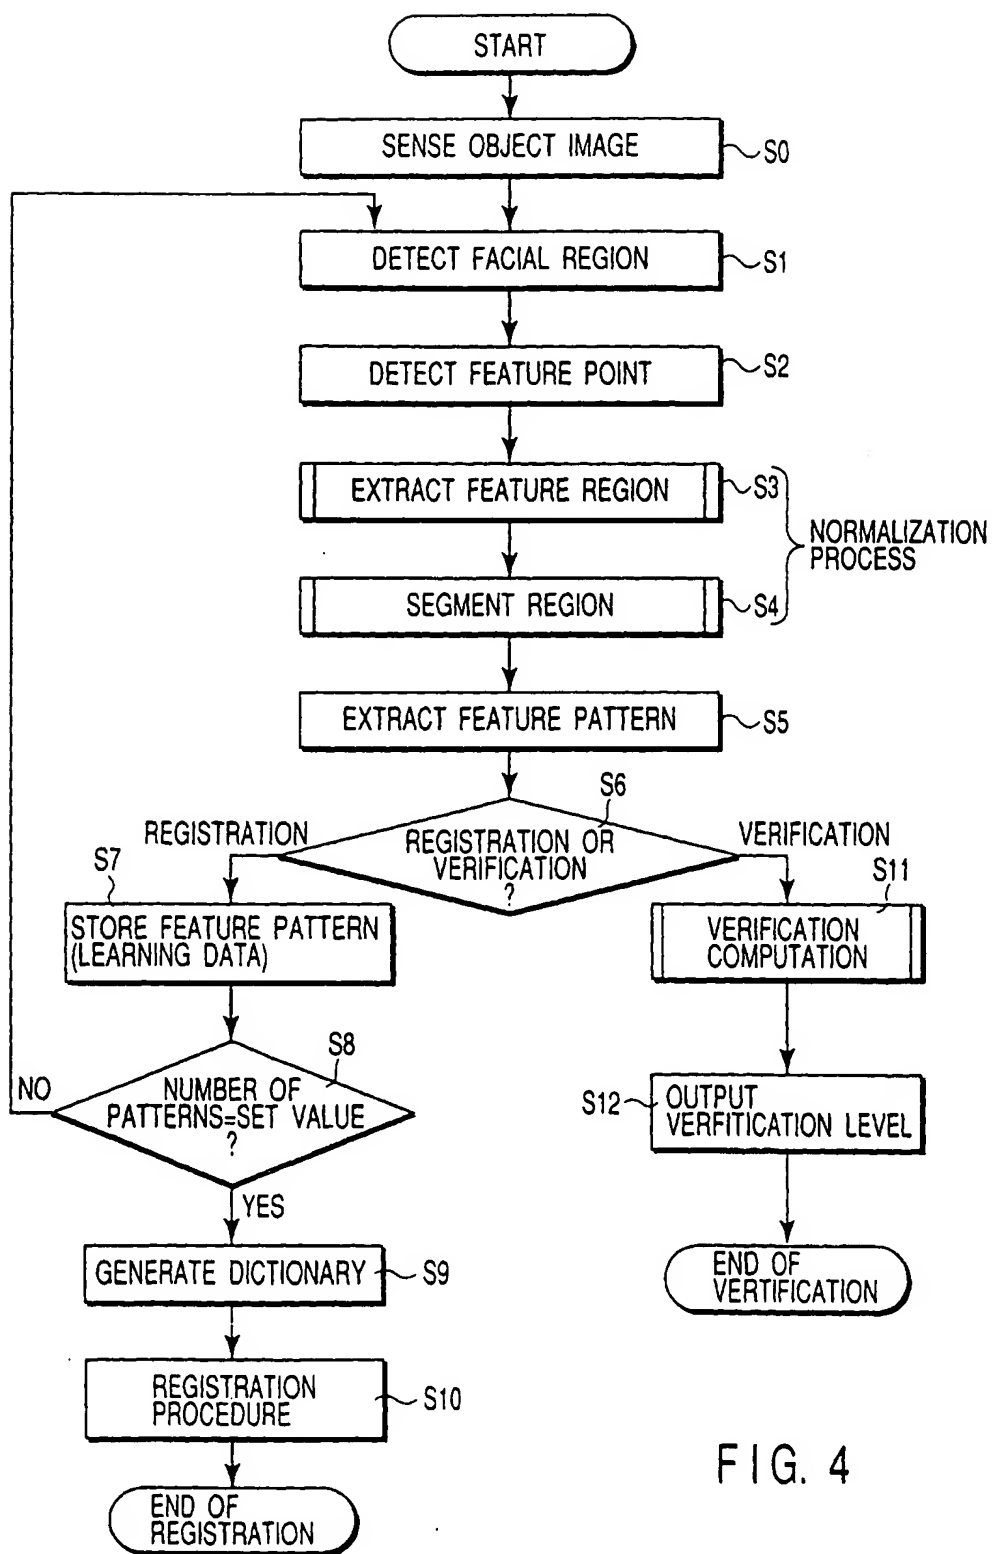 START
SENSE OBJECT IMAGE
S0
DETECT FACIAL REGION
S1
DETECT FEATURE POINT
S2
EXTRACT FEATURE REGION
S3
NORMALIZATION
PROCESS
SEGMENT REGION
S4
EXTRACT FEATURE PATTERN
S5
S6
REGISTRATION
REGISTRATION OR
VERIFICATION
?
VERIFICATION
S7
STORE FEATURE PATTERN
(LEARNING DATA)
S11
VERIFICATION
COMPUTATION
S8
NUMBER OF
PATTERNS=SET VALUE
?
NO
YES
S12
OUTPUT
VERFITICATION LEVEL
GENERATE DICTIONARY
S9
END OF
VERTIFICATION
REGISTRATION
PROCEDURE
S10
END OF
REGISTRATION
FIG. 4